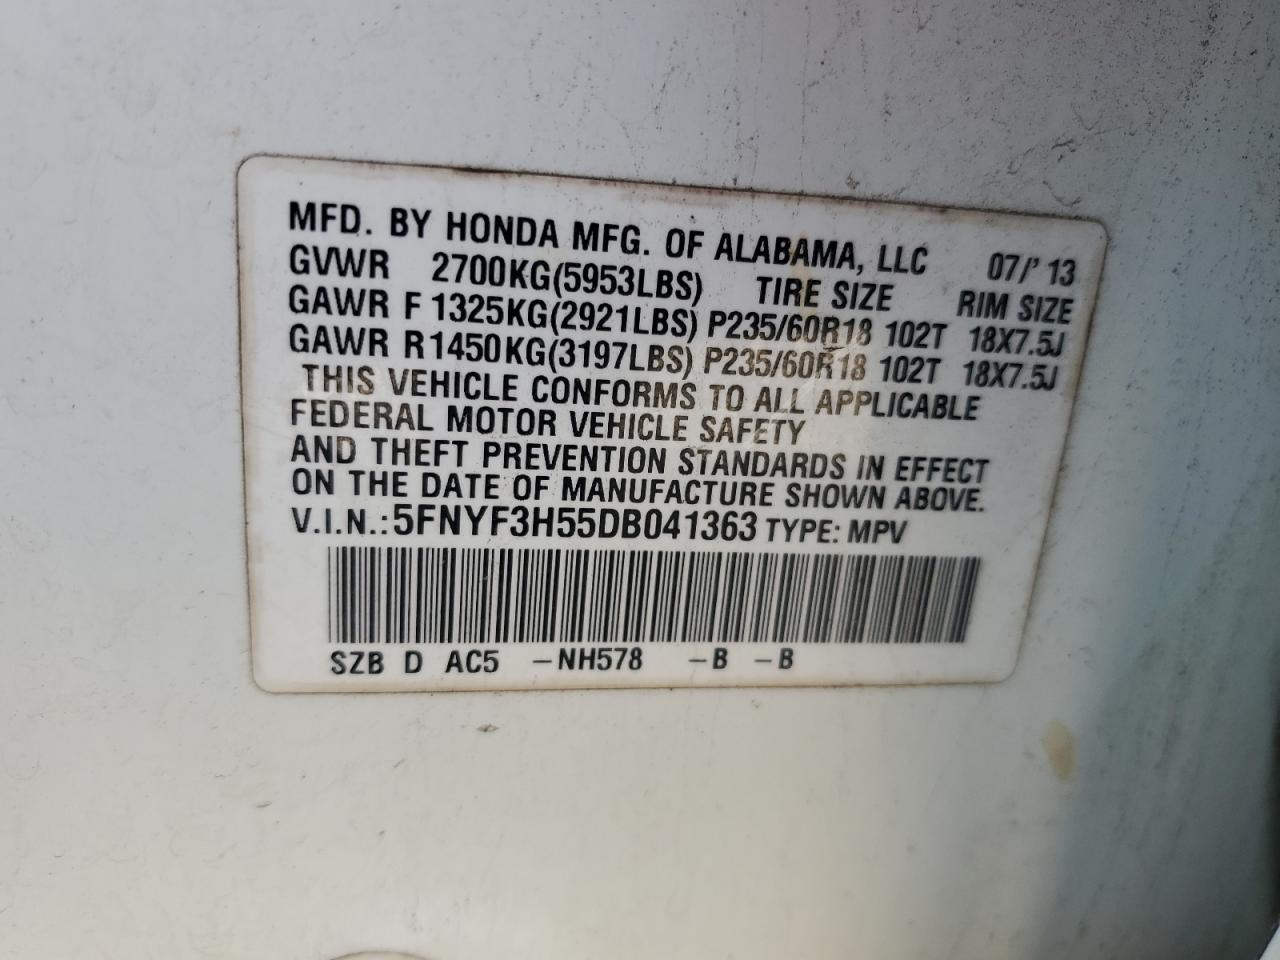 MFD. BY HONDA MFG. OF ALABAMA, LLC 07/' 13
GVWR 2700KG(5953LBS) TIRE SIZE RIM SIZE
GAWR F 1325KG(2921LBS) P235/60R18 102T 18X7.5J
GAWR R 1450KG(3197LBS) P235/60R18 102T 18X7.5J
THIS VEHICLE CONFORMS TO ALL APPLICABLE
FEDERAL MOTOR VEHICLE SAFETY
AND THEFT PREVENTION STANDARDS IN EFFECT
ON THE DATE OF MANUFACTURE SHOWN ABOVE.
V.I.N.: 5FNYF3H55DB041363 TYPE: MPV
SZB D AC5 -NH578 -B -B